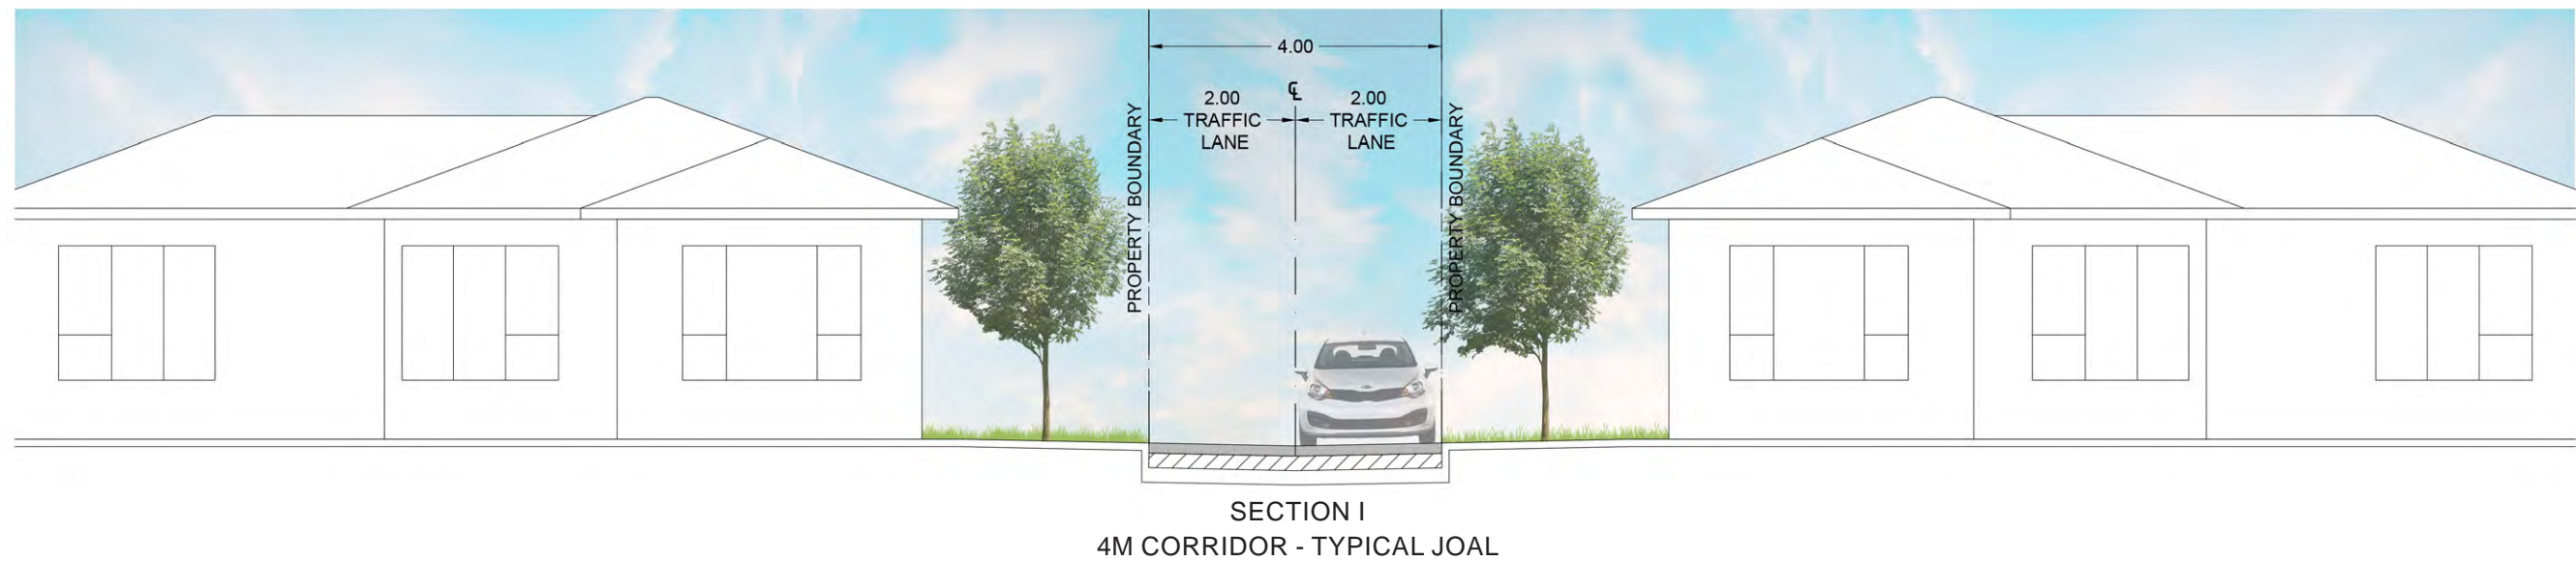 4.00
℄
2.00
TRAFFIC
LANE
2.00
TRAFFIC
LANE
PROPERTY BOUNDARY
PROPERTY BOUNDARY
SECTION I
4M CORRIDOR - TYPICAL JOAL